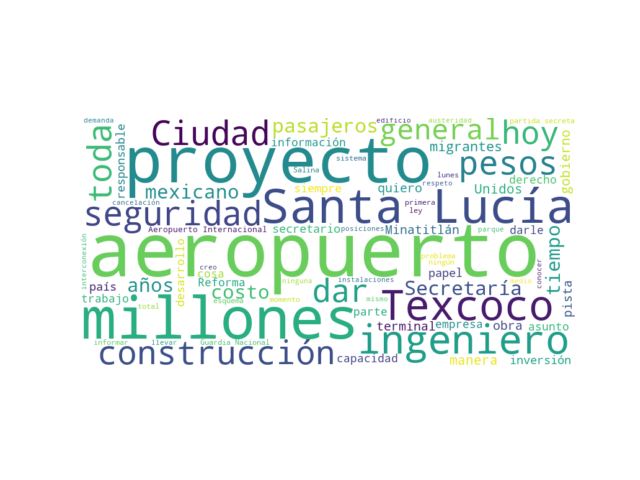 demanda
edificio
austeridad
partida secreta
toda
responsable
Ciudad
pasajeros
general
hoy
gobierno
información
migrantes
proyecto
sistema
Salina
pesos
derecho
mexicano
siempre
quiero
Unidos
respeto
lunes
cancelación
primera
ley
seguridad
Santa Lucía
interconexión
Aeropuerto Internacional
secretario
posiciones
Minatitlán
parque
darle
aeropuerto
tiempo
problema
ningún
conocer
desarrollo
creo
cosa
ninguna
instalaciones
papel
país
años
Reforma
costo
dar
Secretaría
pista
trabajo
esquema
momento
mismo
Texcoco
total
millones
parte
terminal
empresa
obra
asunto
informar
llevar
Guardia Nacional
ingeniero
construcción
capacidad
manera
inversión